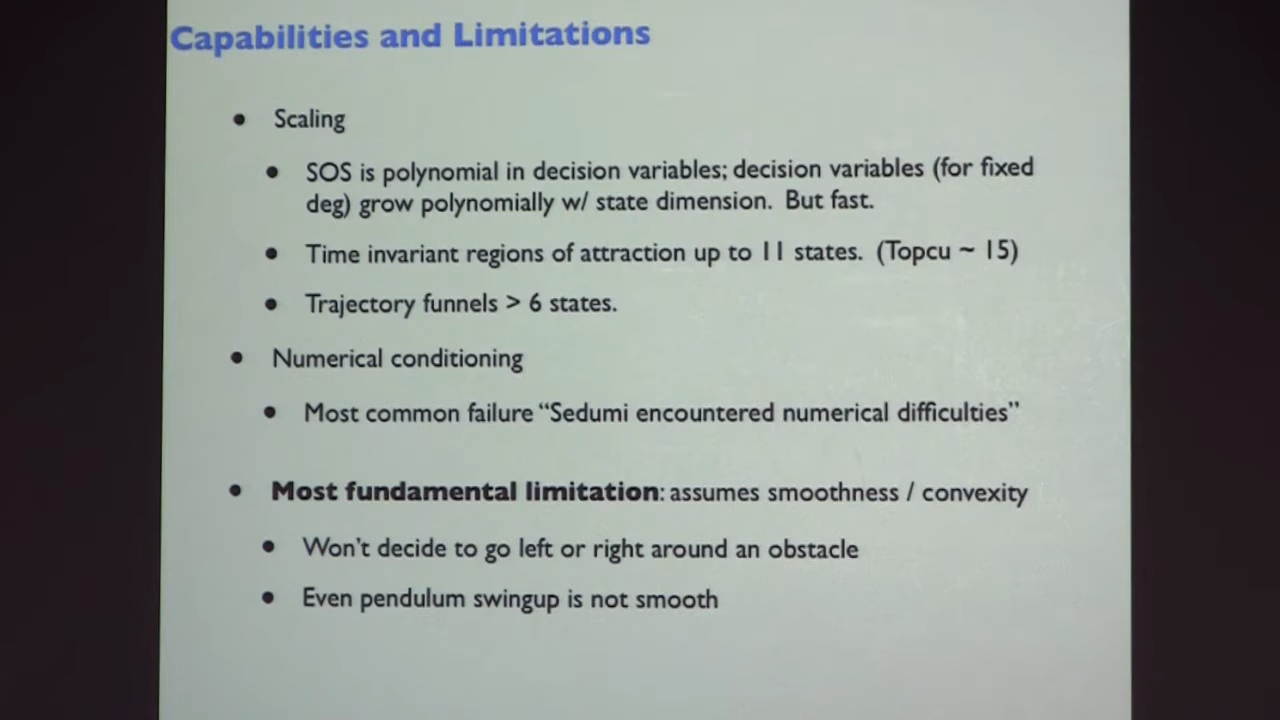 Capabilities and Limitations
• Scaling
• SOS is polynomial in decision variables; decision variables (for fixed
deg) grow polynomially w/ state dimension. But fast.
• Time invariant regions of attraction up to 11 states. (Topcu ~ 15)
• Trajectory funnels > 6 states.
• Numerical conditioning
• Most common failure “Sedumi encountered numerical difficulties”
• Most fundamental limitation: assumes smoothness / convexity
• Won’t decide to go left or right around an obstacle
• Even pendulum swingup is not smooth